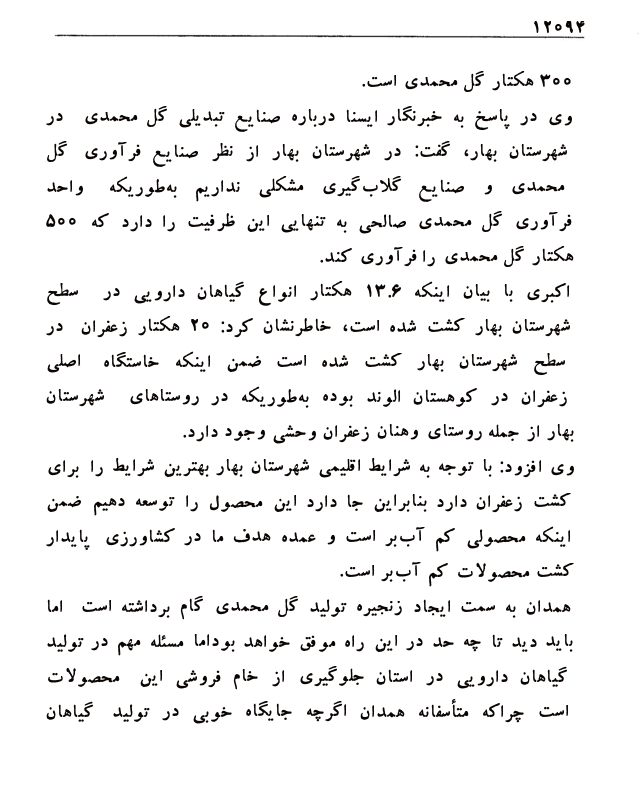 ۱۲۰۹۴
۳۰۰ هکتار گل محمدی است.
وی در پاسخ به خبرنگار ایسنا درباره صنایع تبدیلی گل محمدی در
شهرستان بهار، گفت: در شهرستان بهار از نظر صنایع فرآوری گل
محمدی و صنایع گلاب‌گیری مشکلی نداریم به‌طوریکه واحد
فرآوری گل محمدی صالحی به تنهایی این ظرفیت را دارد که ۵۰۰
هکتار گل محمدی را فرآوری کند.
اکبری با بیان اینکه ۱۳.۶ هکتار انواع گیاهان دارویی در سطح
شهرستان بهار کشت شده است، خاطرنشان کرد: ۲۰ هکتار زعفران در
سطح شهرستان بهار کشت شده است ضمن اینکه خاستگاه اصلی
زعفران در کوهستان الوند بوده به‌طوریکه در روستاهای شهرستان
بهار از جمله روستای وهنان زعفران وحشی وجود دارد.
وی افزود: با توجه به شرایط اقلیمی شهرستان بهار بهترین شرایط را برای
کشت زعفران دارد بنابراین جا دارد این محصول را توسعه دهیم ضمن
اینکه محصولی کم آب‌بر است و عمده هدف ما در کشاورزی پایدار
کشت محصولات کم آب‌بر است.
همدان به سمت ایجاد زنجیره تولید گل محمدی گام برداشته است اما
باید دید تا چه حد در این راه موفق خواهد بوداما مسئله مهم در تولید
گیاهان دارویی در استان جلوگیری از خام فروشی این محصولات
است چراکه متأسفانه همدان اگرچه جایگاه خوبی در تولید گیاهان